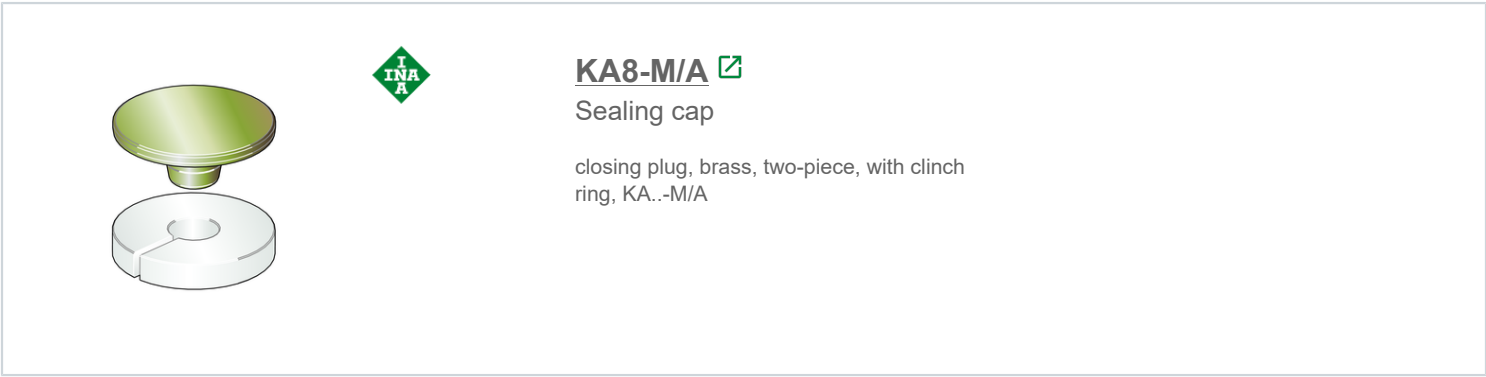 I
INA
A
KA8-M/A
Sealing cap
closing plug, brass, two-piece, with clinch
ring, KA..-M/A